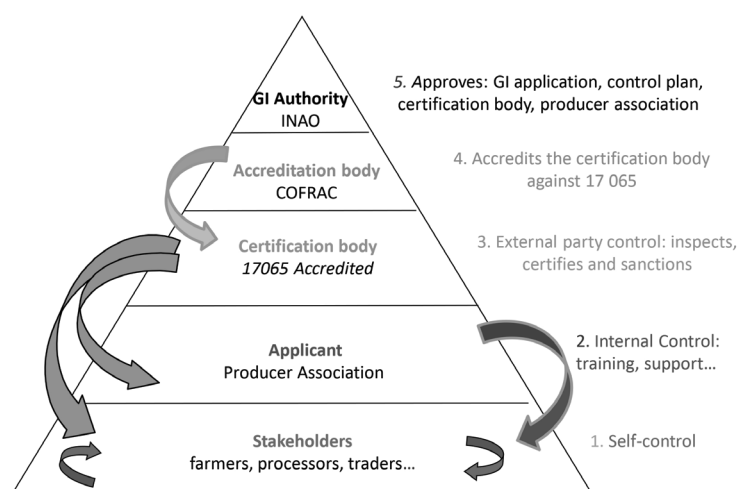 GI Authority
INAO
5. Approves: GI application, control plan,
certification body, producer association
Accreditation body
COFRAC
4. Accredits the certification body
against 17 065
Certification body
17065 Accredited
3. External party control: inspects,
certifies and sanctions
Applicant
Producer Association
2. Internal Control:
training, support…
Stakeholders
farmers, processors, traders…
1. Self-control